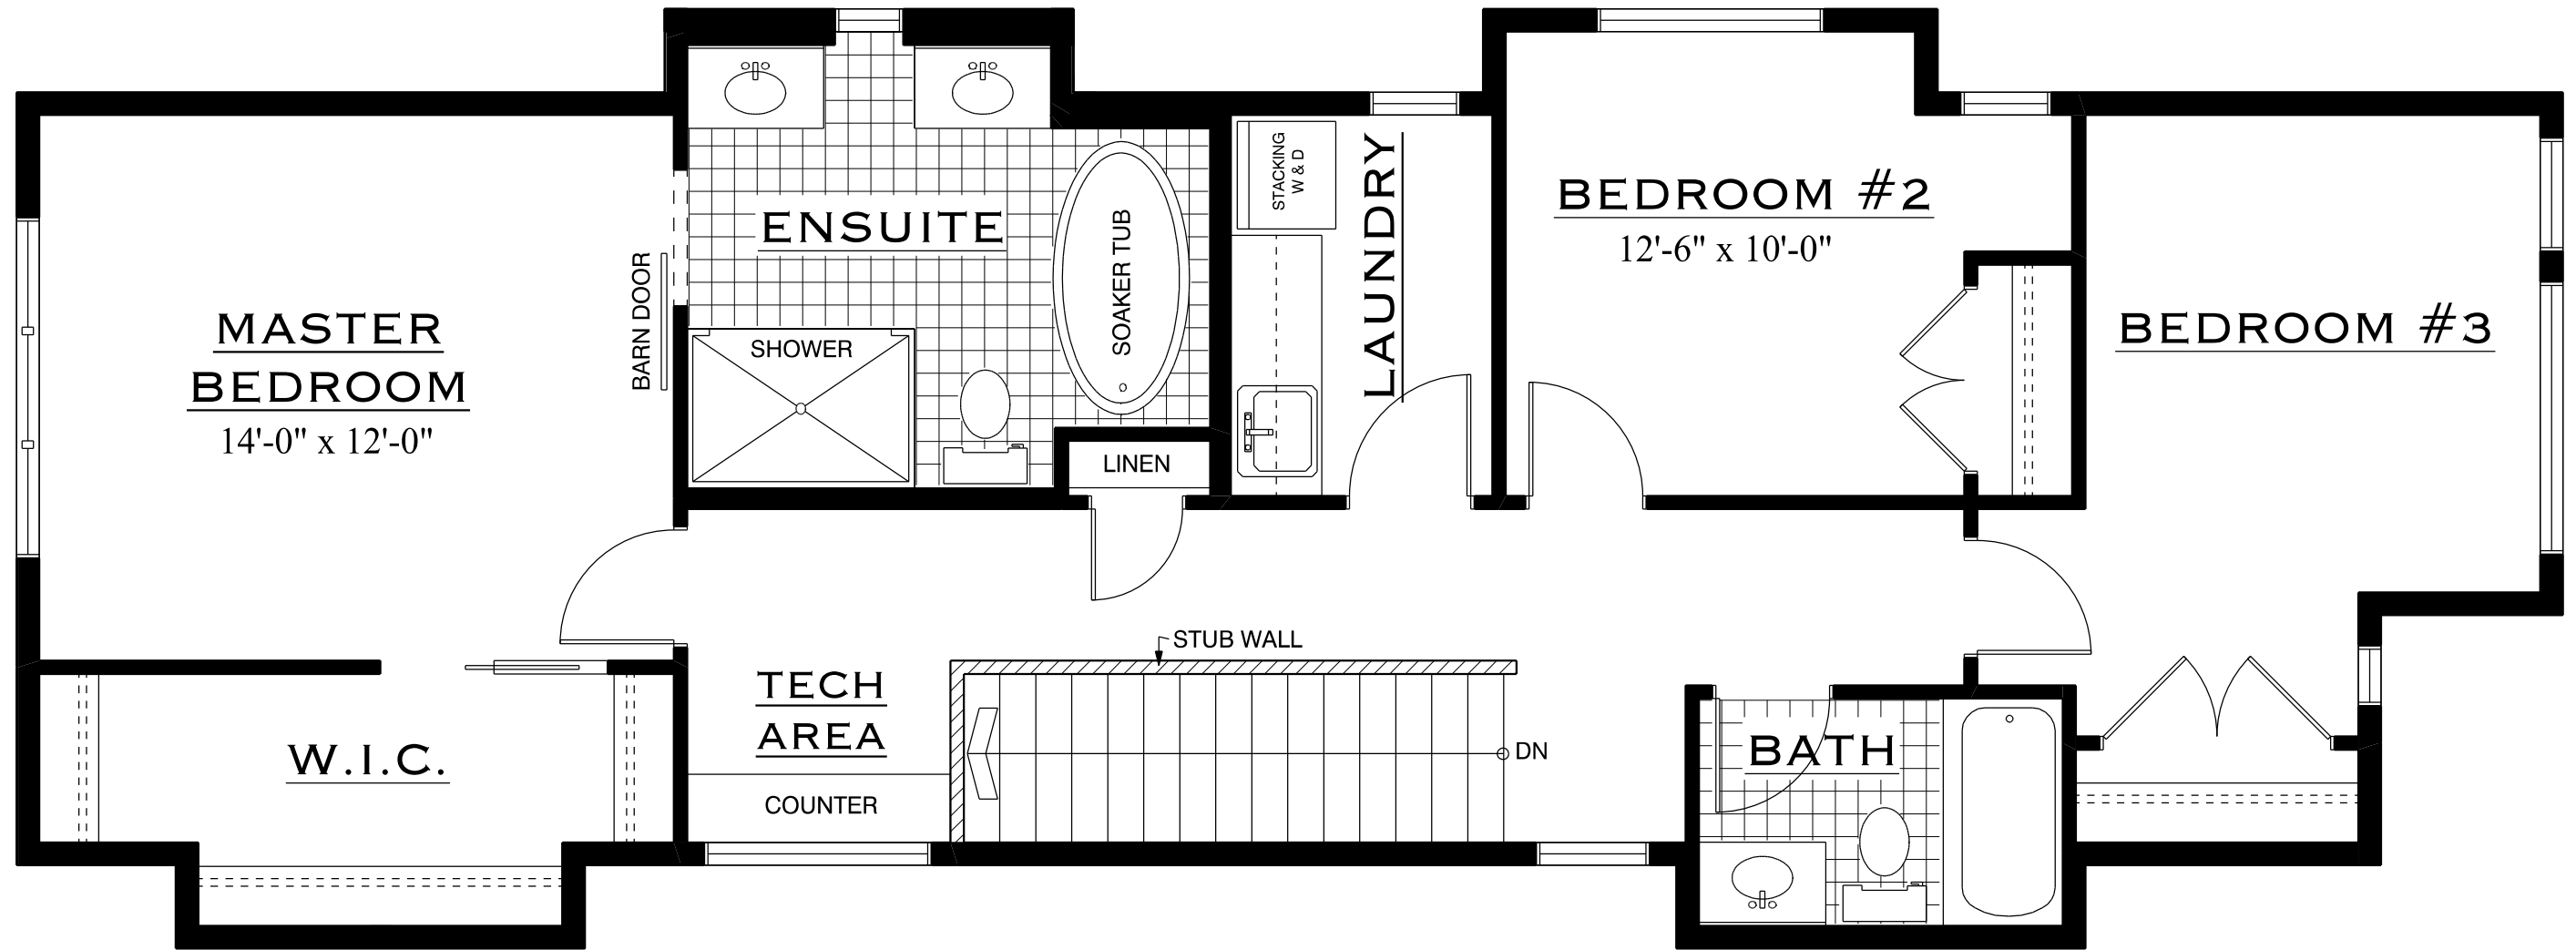 MASTER
BEDROOM
14'-0" x 12'-0"
BARN DOOR
ENSUITE
SHOWER
SOAKER TUB
LINEN
STACKING
W & D
LAUNDRY
BEDROOM #2
12'-6" x 10'-0"
BEDROOM #3
W.I.C.
TECH
AREA
COUNTER
STUB WALL
DN
BATH